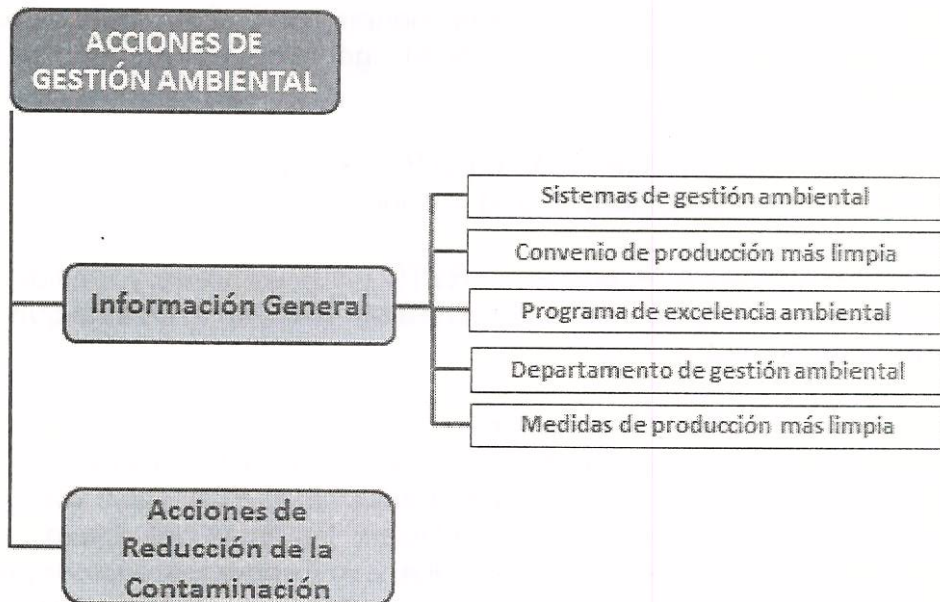 ACCIONES DE
GESTIÓN AMBIENTAL
Información General
Sistemas de gestión ambiental
Convenio de producción más limpia
Programa de excelencia ambiental
Departamento de gestión ambiental
Medidas de producción más limpia
Acciones de
Reducción de la
Contaminación